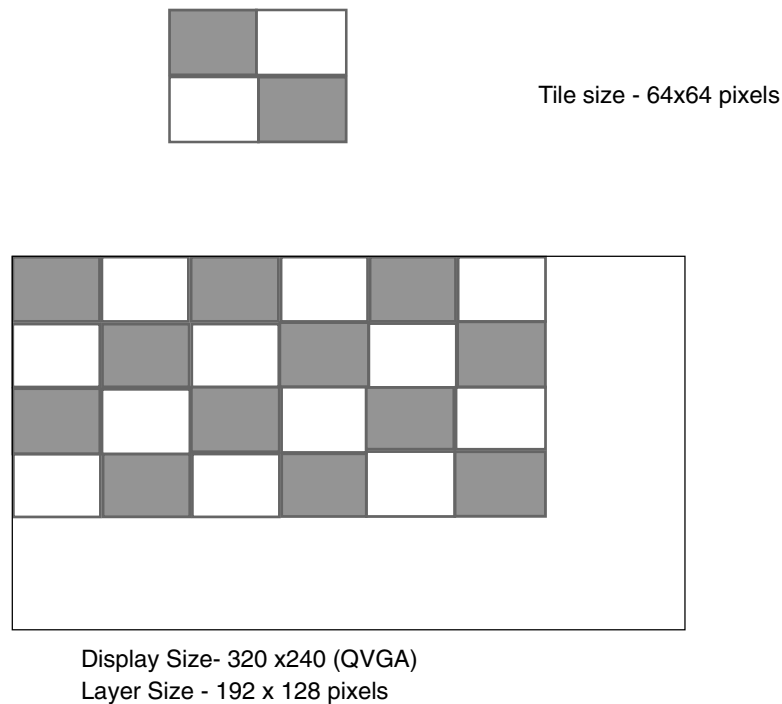 Tile size - 64x64 pixels
Display Size- 320 x240 (QVGA)
Layer Size - 192 x 128 pixels